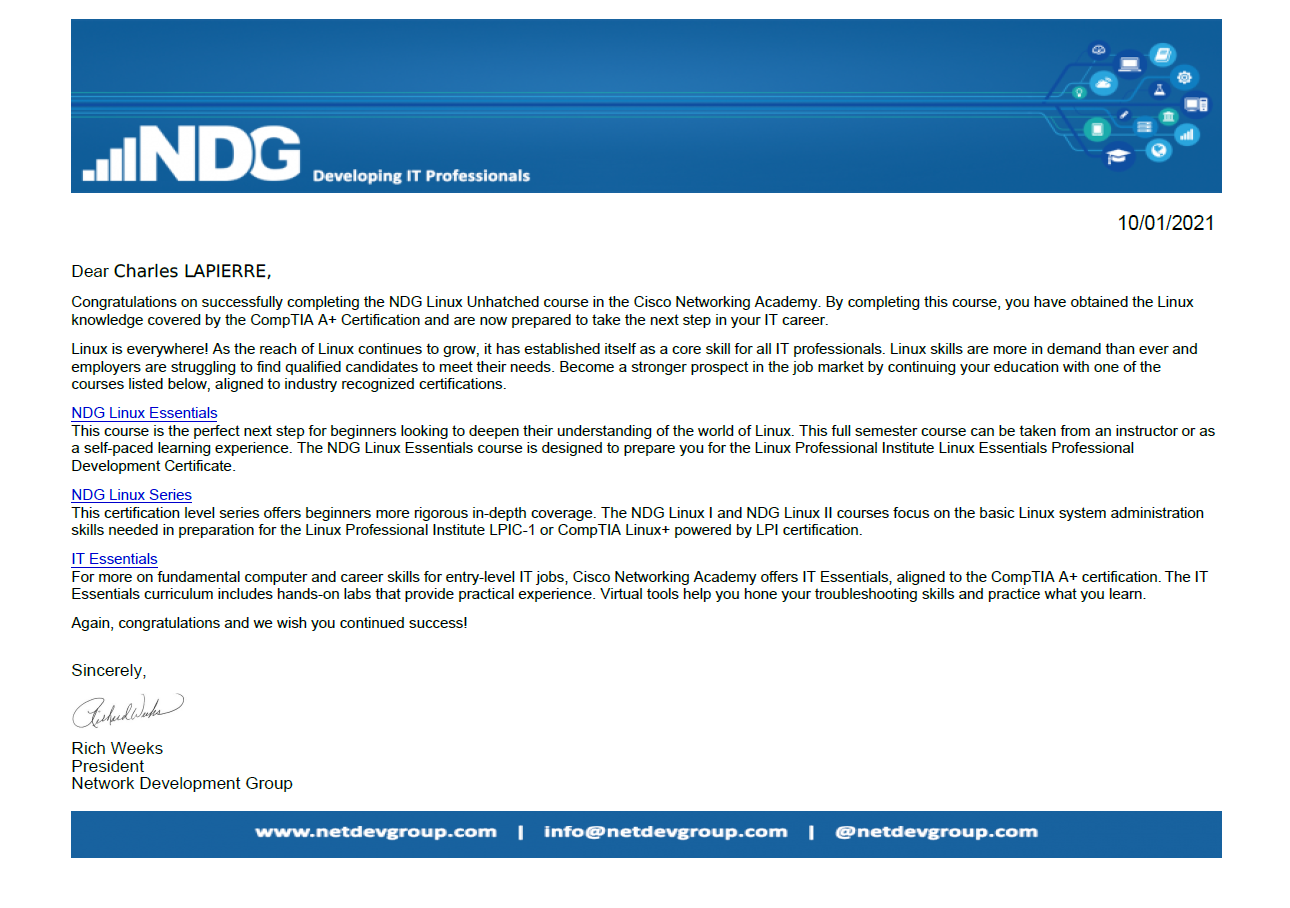 NDG Developing IT Professionals
10/01/2021
Dear Charles LAPIERRE,
Congratulations on successfully completing the NDG Linux Unhatched course in the Cisco Networking Academy. By completing this course, you have obtained the Linux
knowledge covered by the CompTIA A+ Certification and are now prepared to take the next step in your IT career.
Linux is everywhere! As the reach of Linux continues to grow, it has established itself as a core skill for all IT professionals. Linux skills are more in demand than ever and
employers are struggling to find qualified candidates to meet their needs. Become a stronger prospect in the job market by continuing your education with one of the
courses listed below, aligned to industry recognized certifications.
NDG Linux Essentials
This course is the perfect next step for beginners looking to deepen their understanding of the world of Linux. This full semester course can be taken from an instructor or as
a self-paced learning experience. The NDG Linux Essentials course is designed to prepare you for the Linux Professional Institute Linux Essentials Professional
Development Certificate.
NDG Linux Series
This certification level series offers beginners more rigorous in-depth coverage. The NDG Linux I and NDG Linux II courses focus on the basic Linux system administration
skills needed in preparation for the Linux Professional Institute LPIC-1 or CompTIA Linux+ powered by LPI certification.
IT Essentials
For more on fundamental computer and career skills for entry-level IT jobs, Cisco Networking Academy offers IT Essentials, aligned to the CompTIA A+ certification. The IT
Essentials curriculum includes hands-on labs that provide practical experience. Virtual tools help you hone your troubleshooting skills and practice what you learn.
Again, congratulations and we wish you continued success!
Sincerely,
Richard Weeks
Rich Weeks
President
Network Development Group
www.netdevgroup.com | info@netdevgroup.com | @netdevgroup.com